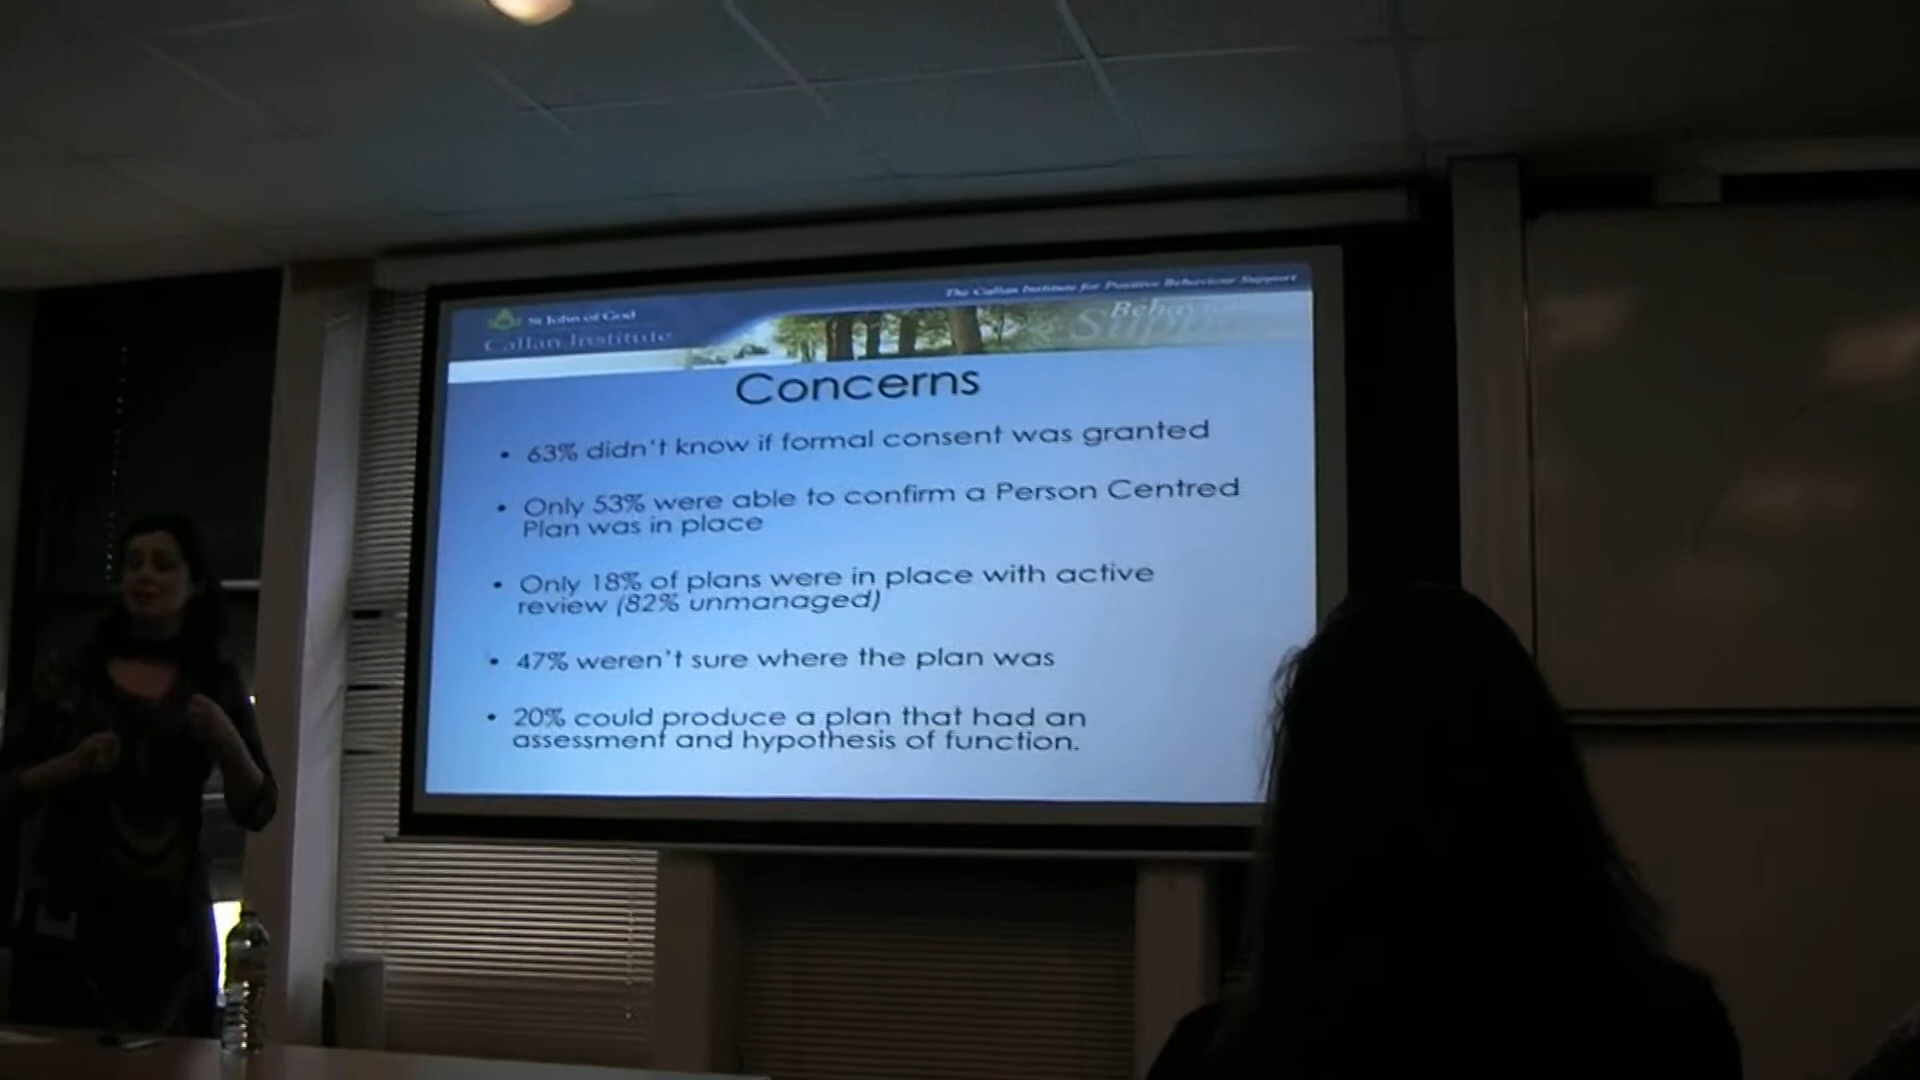 The Callan Institute for Positive Behaviour Support
St John of God
Callan Institute
Behaviour
Support
Concerns
• 63% didn't know if formal consent was granted
• Only 53% were able to confirm a Person Centred
Plan was in place
• Only 18% of plans were in place with active
review (82% unmanaged)
• 47% weren't sure where the plan was
• 20% could produce a plan that had an
assessment and hypothesis of function.